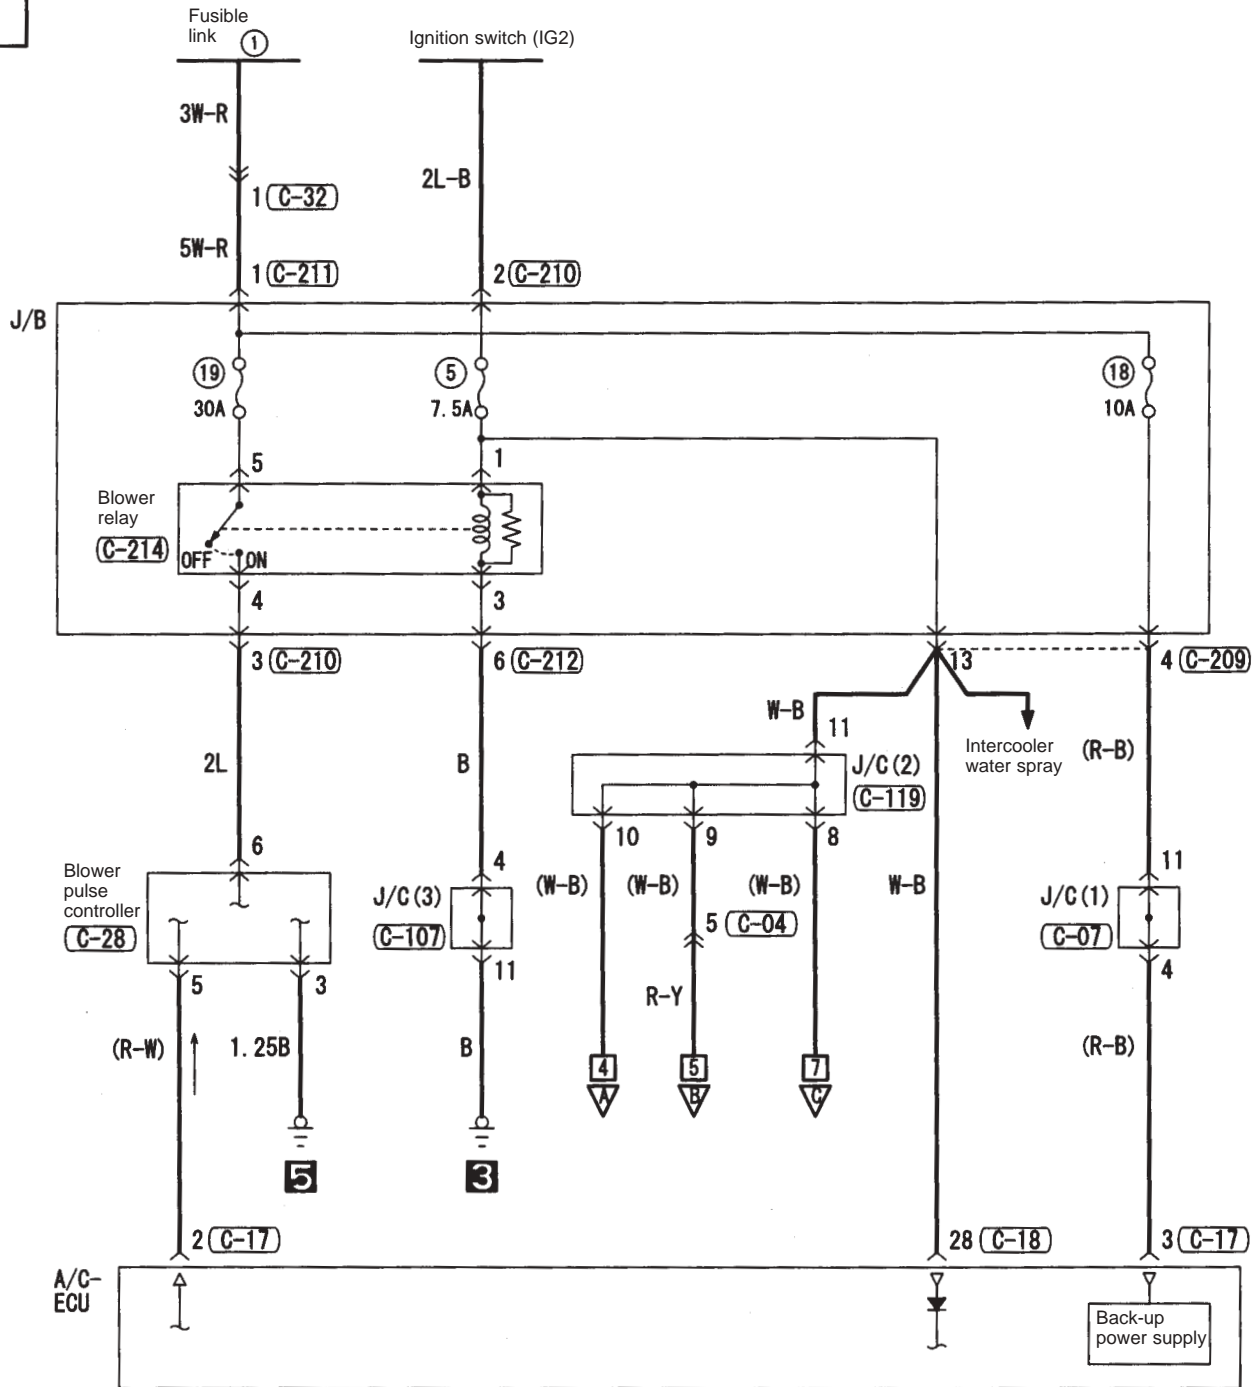 Fusible
link
1
Ignition switch (IG2)
3W-R
2L-B
1 C-32
5W-R
1 C-211
2 C-210
J/B
19
30A
5
7.5A
18
10A
5
1
Blower
relay
C-214
OFF
ON
4
3
3 C-210
6 C-212
13
4 C-209
W-B
11
Intercooler
water spray
(R-B)
2L
B
J/C(2)
C-119
10
9
8
6
4
11
Blower
pulse
controller
C-28
J/C(3)
C-107
(W-B)
(W-B)
(W-B)
W-B
J/C(1)
C-07
5 C-04
5
3
11
4
R-Y
(R-W)
1.25B
B
(R-B)
4
5
7
A
B
C
5
3
2 C-17
28 C-18
3 C-17
A/C-
ECU
Back-up
power supply